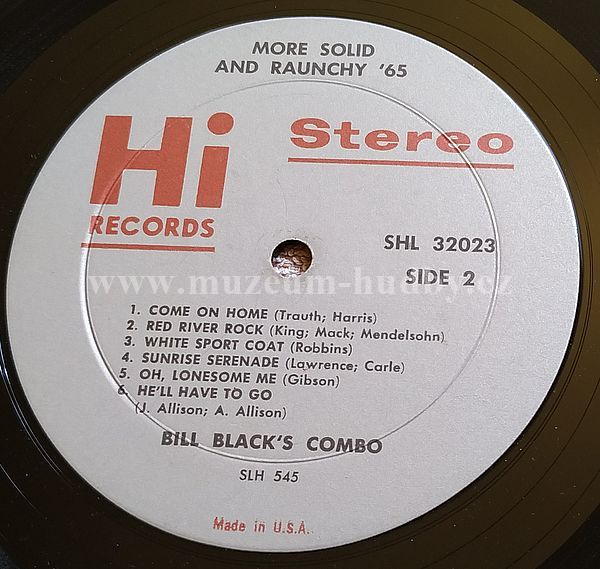 MORE SOLID
AND RAUNCHY '65
Hi
RECORDS
Stereo
SHL 32023
SIDE 2
www.muzeum-hudby.cz
1. COME ON HOME (Trauth; Harris)
2. RED RIVER ROCK (King; Mack; Mendelsohn)
3. WHITE SPORT COAT (Robbins)
4. SUNRISE SERENADE (Lawrence; Carle)
5. OH, LONESOME ME (Gibson)
6. HE'LL HAVE TO GO
(J. Allison; A. Allison)
BILL BLACK'S COMBO
SLH 545
Made in U.S.A.